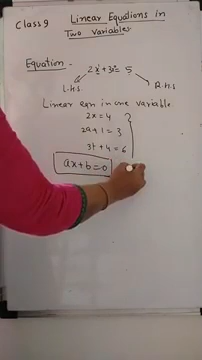 Class 9 Linear Equations in
Two Variables.
Equation -
2x + 3 = 5
L.H.S
R.H.S
Linear eqn in one variable
2x = 4
2a + 1 = 3
3t + 4 = 6
ax + b = 0